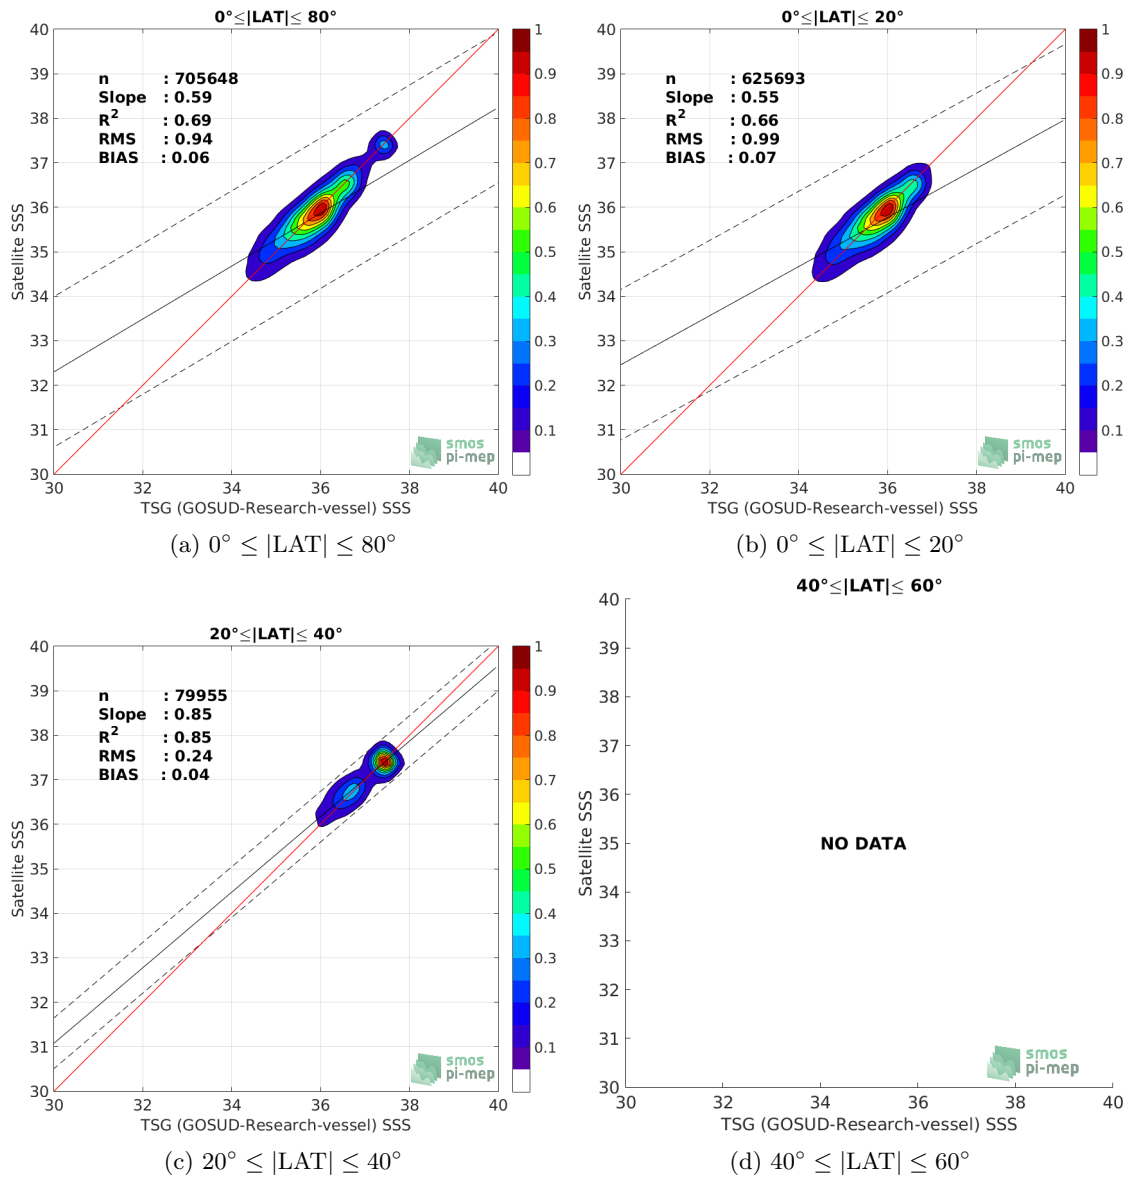 0°≤|LAT|≤ 80°
n : 705648
Slope : 0.59
R2 : 0.69
RMS : 0.94
BIAS : 0.06
40
39
38
37
36
35
34
33
32
31
30
30 32 34 36 38 40
Satellite SSS
TSG (GOSUD-Research-vessel) SSS
1
0.9
0.8
0.7
0.6
0.5
0.4
0.3
0.2
0.1
smos
pi-mep
(a) 0° ≤ |LAT| ≤ 80°
0°≤|LAT|≤ 20°
n : 625693
Slope : 0.55
R2 : 0.66
RMS : 0.99
BIAS : 0.07
40
39
38
37
36
35
34
33
32
31
30
30 32 34 36 38 40
Satellite SSS
TSG (GOSUD-Research-vessel) SSS
1
0.9
0.8
0.7
0.6
0.5
0.4
0.3
0.2
0.1
smos
pi-mep
(b) 0° ≤ |LAT| ≤ 20°
20°≤|LAT|≤ 40°
n : 79955
Slope : 0.85
R2 : 0.85
RMS : 0.24
BIAS : 0.04
40
39
38
37
36
35
34
33
32
31
30
30 32 34 36 38 40
Satellite SSS
TSG (GOSUD-Research-vessel) SSS
1
0.9
0.8
0.7
0.6
0.5
0.4
0.3
0.2
0.1
smos
pi-mep
(c) 20° ≤ |LAT| ≤ 40°
40°≤|LAT|≤ 60°
40
39
38
37
36
35
34
33
32
31
30
30 32 34 36 38 40
Satellite SSS
NO DATA
TSG (GOSUD-Research-vessel) SSS
smos
pi-mep
(d) 40° ≤ |LAT| ≤ 60°